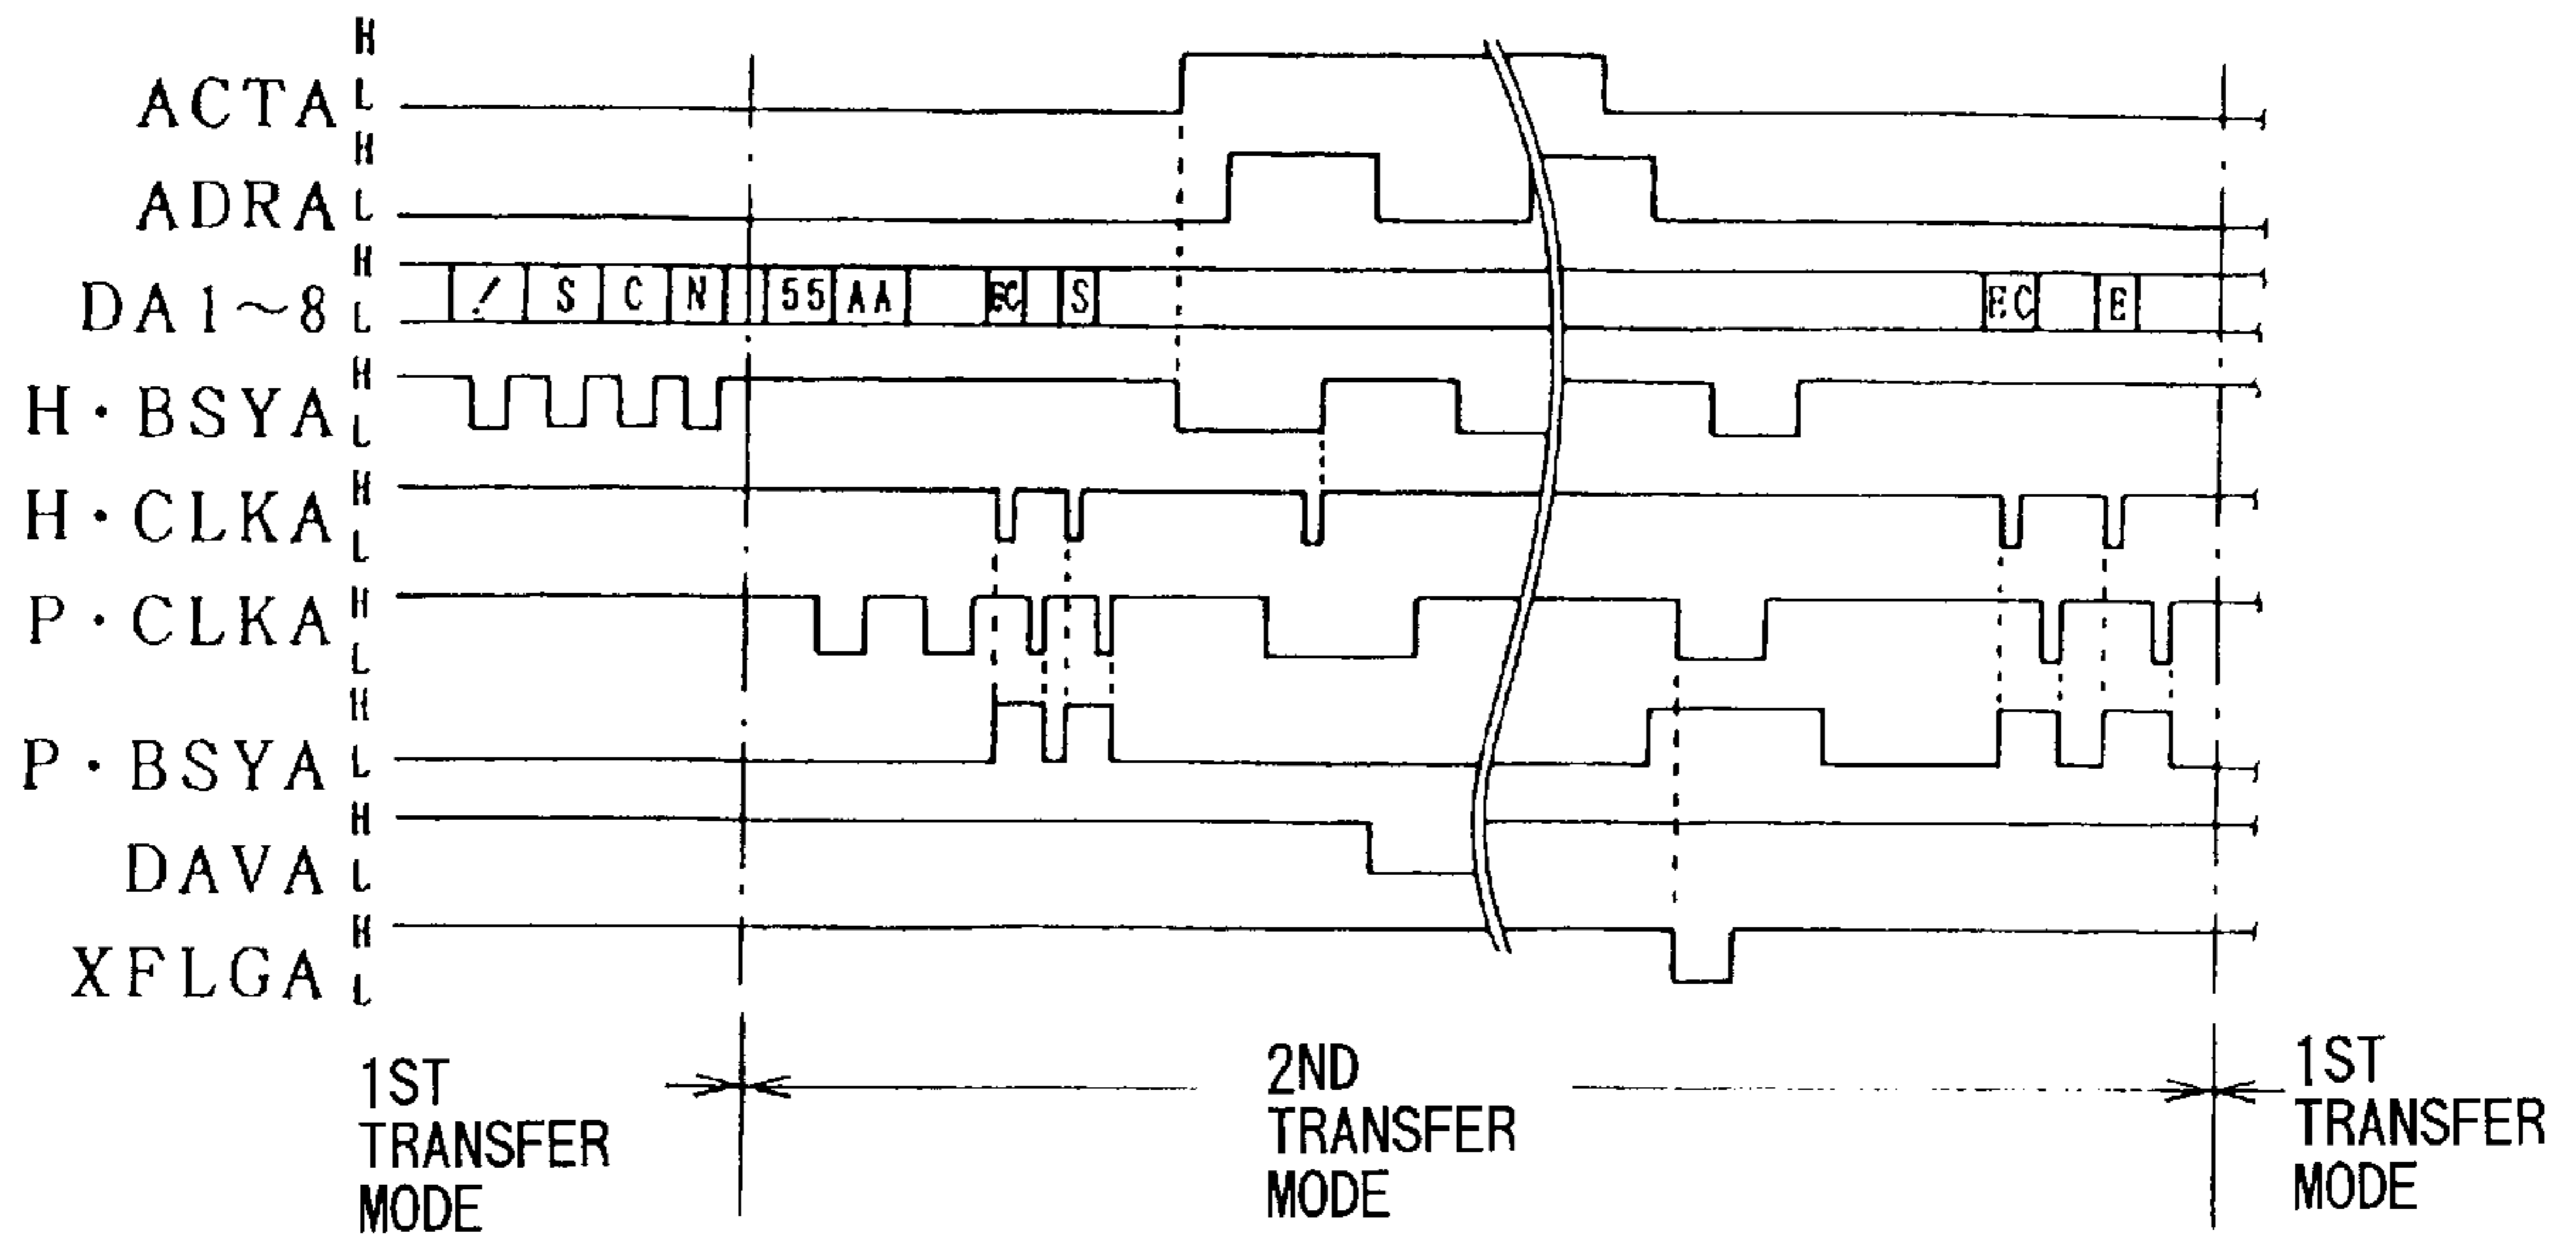 H
ACTA L
H
ADRA L
H
DA1~8 L
! S C N 55 AA EC S EC E
H
H・BSYA L
H
H・CLKA L
H
P・CLKA L
H
P・BSYA L
H
DAVA L
H
XFLGA L
1ST
TRANSFER
MODE
2ND
TRANSFER
MODE
1ST
TRANSFER
MODE